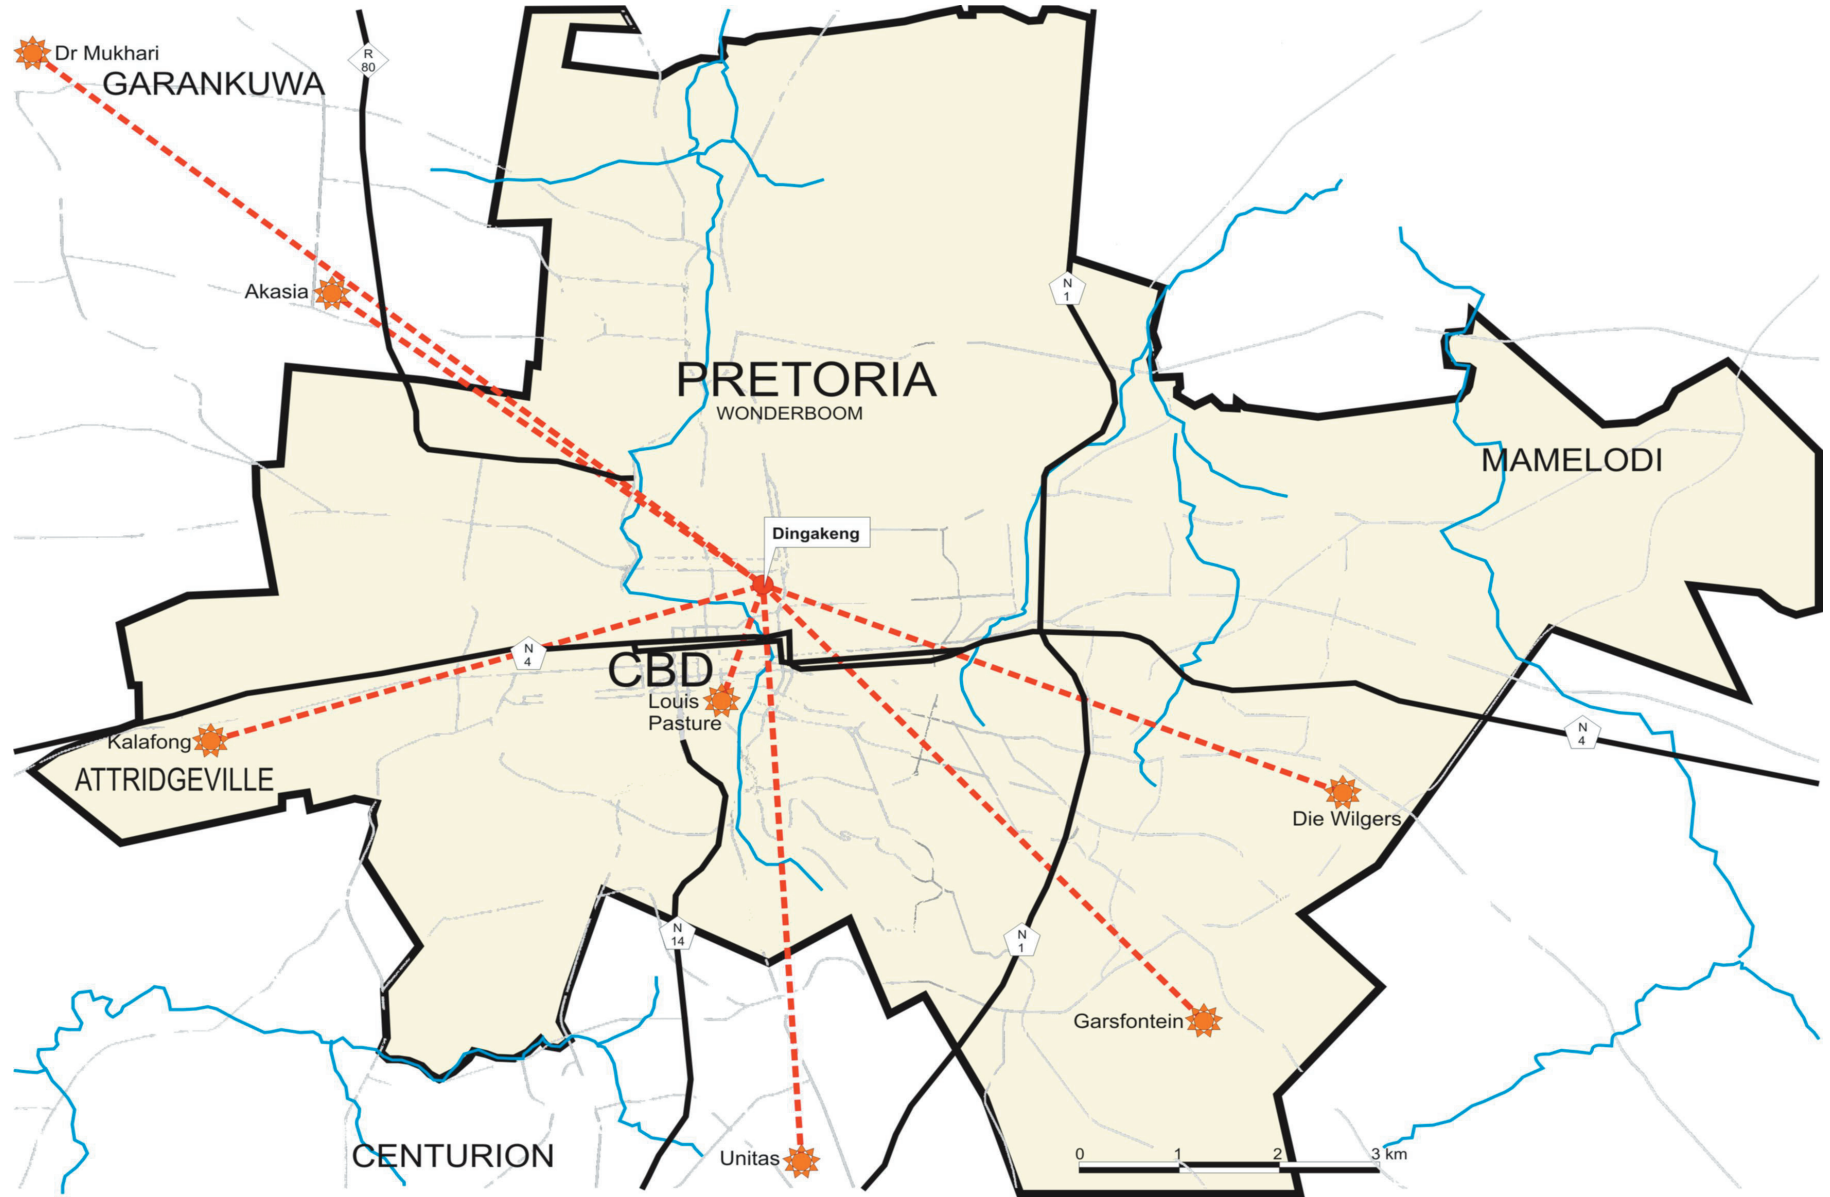 Dr Mukhari
GARANKUWA
R
80
Akasia
N
1
PRETORIA
WONDERBOOM
MAMELODI
Dingakeng
N
4
CBD
Louis
Pasture
Kalafong
ATTRIDGEVILLE
N
4
Die Wilgers
N
14
N
1
Garsfontein
CENTURION
Unitas
0 1 2 3 km